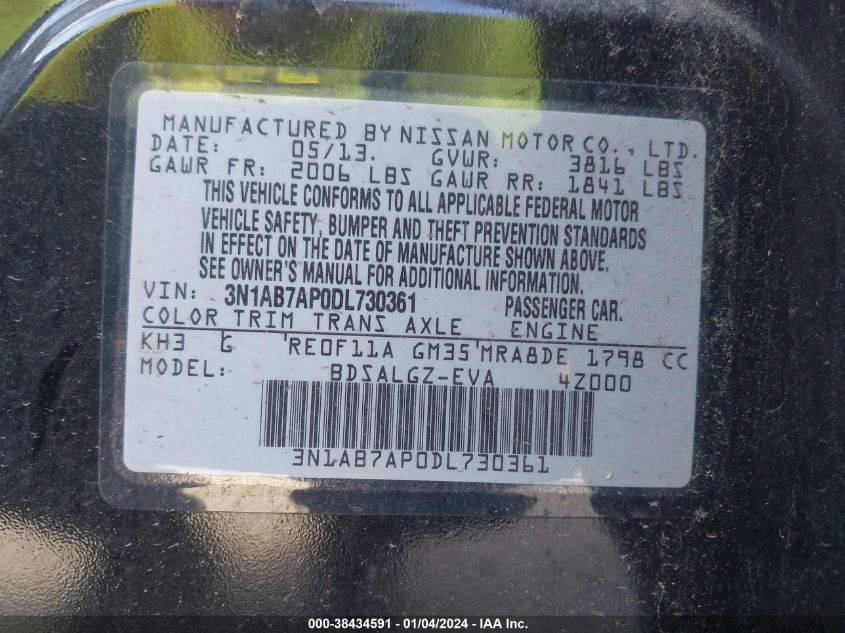 MANUFACTURED BY NISSAN MOTOR CO., LTD.
DATE: 05/13. GVWR: 3816 LBS
GAWR FR: 2006 LBS GAWR RR: 1841 LBS
THIS VEHICLE CONFORMS TO ALL APPLICABLE FEDERAL MOTOR
VEHICLE SAFETY, BUMPER AND THEFT PREVENTION STANDARDS
IN EFFECT ON THE DATE OF MANUFACTURE SHOWN ABOVE.
SEE OWNER'S MANUAL FOR ADDITIONAL INFORMATION.
VIN: 3N1AB7AP0DL730361 PASSENGER CAR.
COLOR TRIM TRANS AXLE ENGINE
KH3 G RE0F11A GM35 MRA8DE 1798 CC
MODEL: BDSALGZ-EVA 4Z000
3N1AB7AP0DL730361
000-38434591 - 01/04/2024 - IAA Inc.